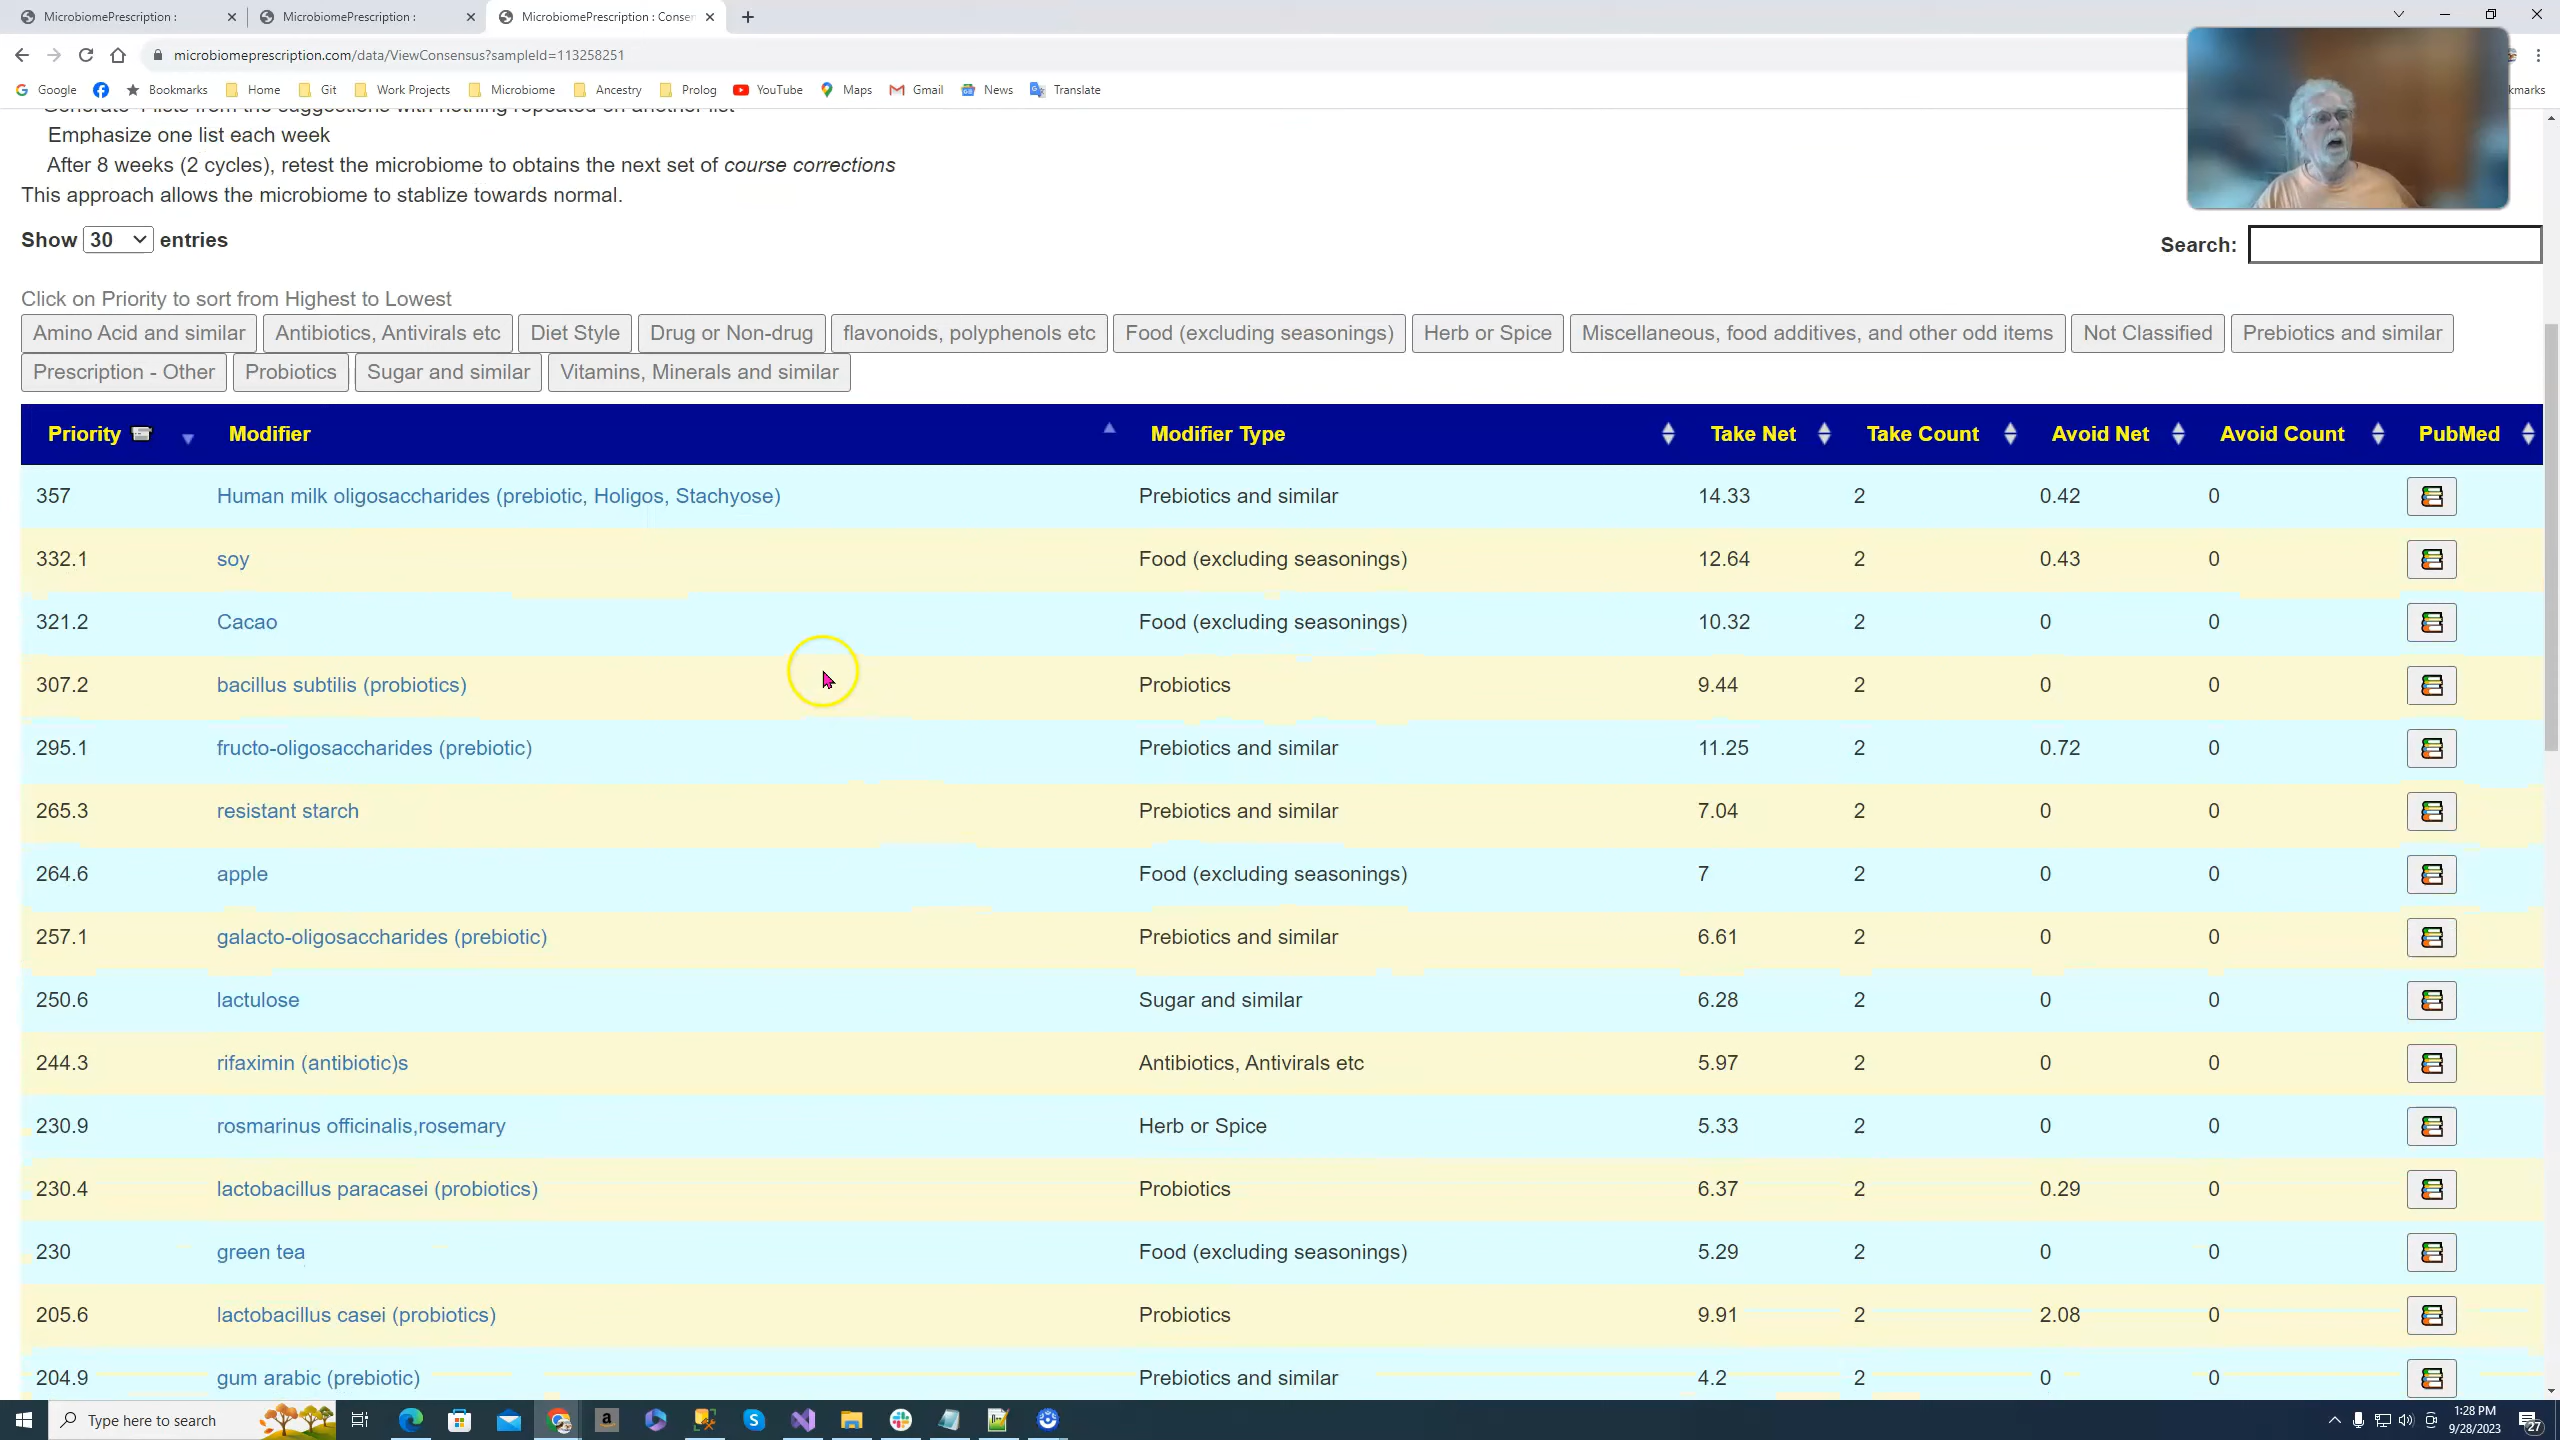 MicrobiomePrescription :
MicrobiomePrescription :
MicrobiomePrescription : Consen
microbiomeprescription.com/data/ViewConsensus?sampleId=113258251
Google Bookmarks Home Git Work Projects Microbiome Ancestry Prolog YouTube Maps Gmail News Translate
Generate 4 lists from the suggestions with nothing repeated on another list
Emphasize one list each week
After 8 weeks (2 cycles), retest the microbiome to obtains the next set of course corrections
This approach allows the microbiome to stablize towards normal.
Show 30 entries
Search:
Click on Priority to sort from Highest to Lowest
Amino Acid and similar Antibiotics, Antivirals etc Diet Style Drug or Non-drug flavonoids, polyphenols etc Food (excluding seasonings) Herb or Spice Miscellaneous, food additives, and other odd items Not Classified Prebiotics and similar
Prescription - Other Probiotics Sugar and similar Vitamins, Minerals and similar
Priority Modifier Modifier Type Take Net Take Count Avoid Net Avoid Count PubMed
357 Human milk oligosaccharides (prebiotic, Holigos, Stachyose) Prebiotics and similar 14.33 2 0.42 0
332.1 soy Food (excluding seasonings) 12.64 2 0.43 0
321.2 Cacao Food (excluding seasonings) 10.32 2 0 0
307.2 bacillus subtilis (probiotics) Probiotics 9.44 2 0 0
295.1 fructo-oligosaccharides (prebiotic) Prebiotics and similar 11.25 2 0.72 0
265.3 resistant starch Prebiotics and similar 7.04 2 0 0
264.6 apple Food (excluding seasonings) 7 2 0 0
257.1 galacto-oligosaccharides (prebiotic) Prebiotics and similar 6.61 2 0 0
250.6 lactulose Sugar and similar 6.28 2 0 0
244.3 rifaximin (antibiotic)s Antibiotics, Antivirals etc 5.97 2 0 0
230.9 rosmarinus officinalis,rosemary Herb or Spice 5.33 2 0 0
230.4 lactobacillus paracasei (probiotics) Probiotics 6.37 2 0.29 0
230 green tea Food (excluding seasonings) 5.29 2 0 0
205.6 lactobacillus casei (probiotics) Probiotics 9.91 2 2.08 0
204.9 gum arabic (prebiotic) Prebiotics and similar 4.2 2 0 0
Type here to search
1:28 PM
9/28/2023
27